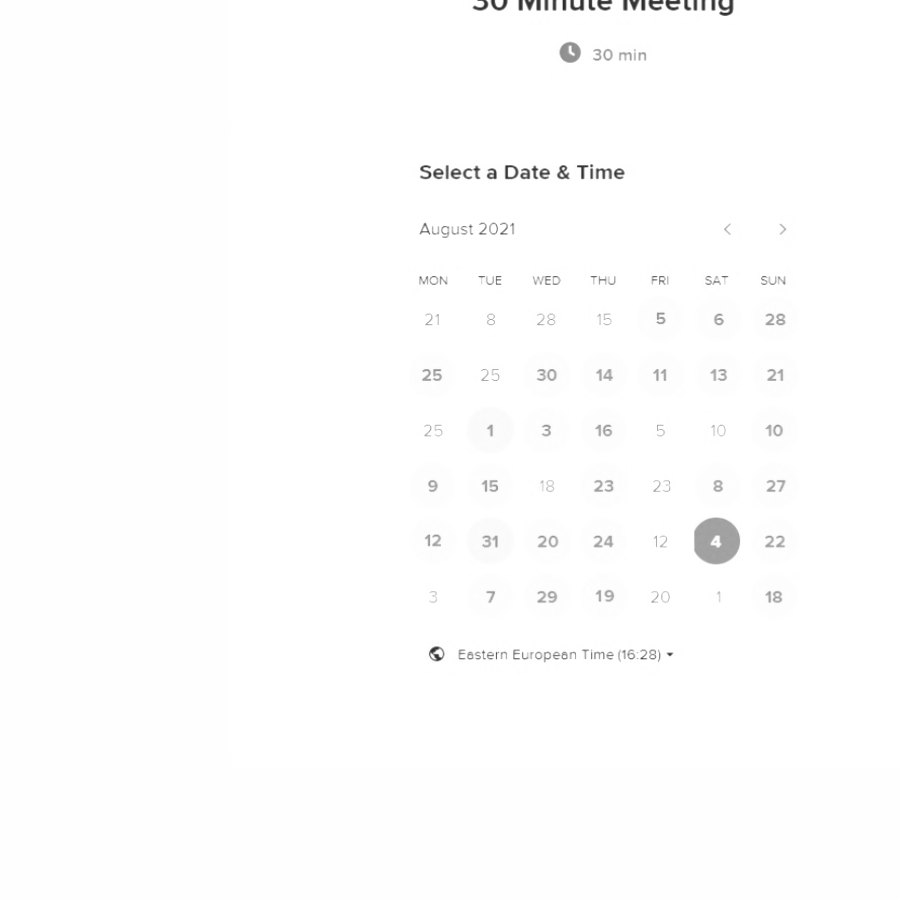 30 Minute Meeting
30 min
Select a Date & Time
August 2021
MON TUE WED THU FRI SAT SUN
21 8 28 15 5 6 28
25 25 30 14 11 13 21
25 1 3 16 5 10 10
9 15 18 23 23 8 27
12 31 20 24 12 4 22
3 7 29 19 20 1 18
Eastern European Time (16:28)